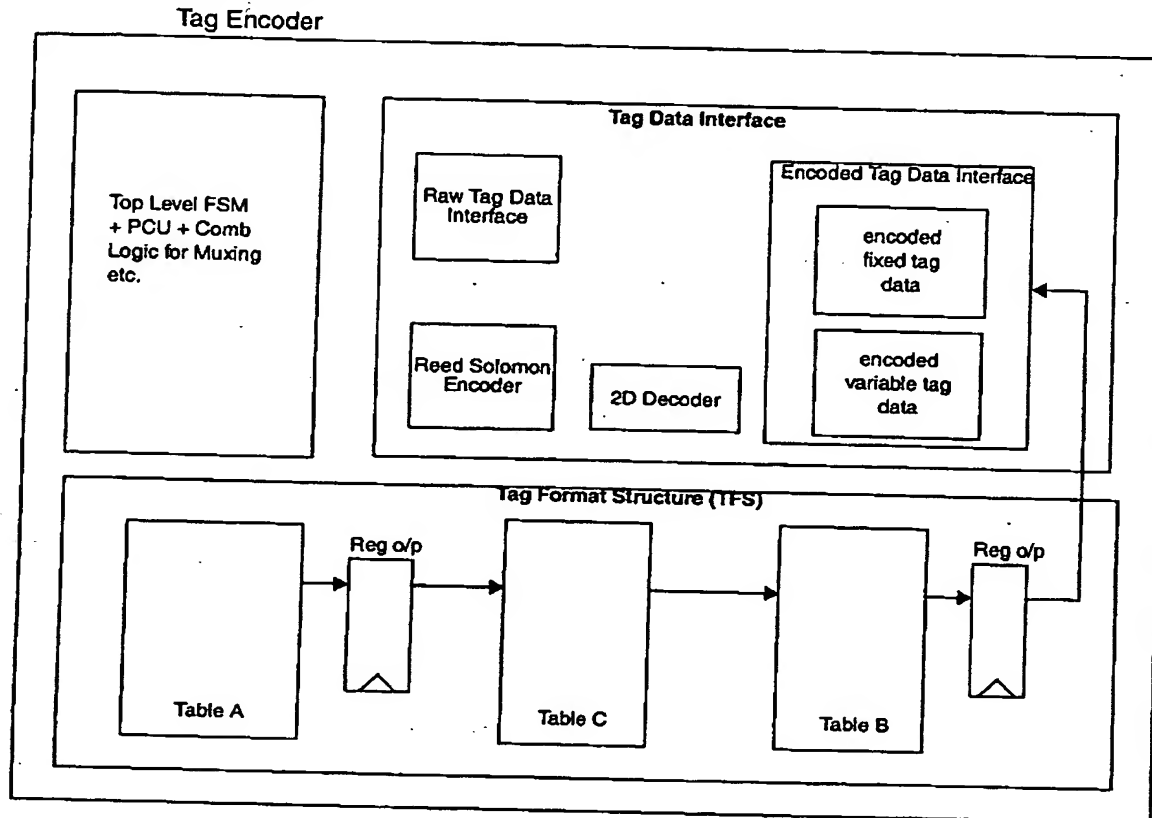 Tag Encoder
Top Level FSM
+ PCU + Comb
Logic for Muxing
etc.
Tag Data Interface
Raw Tag Data
Interface
Reed Solomon
Encoder
2D Decoder
Encoded Tag Data Interface
encoded
fixed tag
data
encoded
variable tag
data
Tag Format Structure (TFS)
Table A
Reg o/p
Table C
Table B
Reg o/p